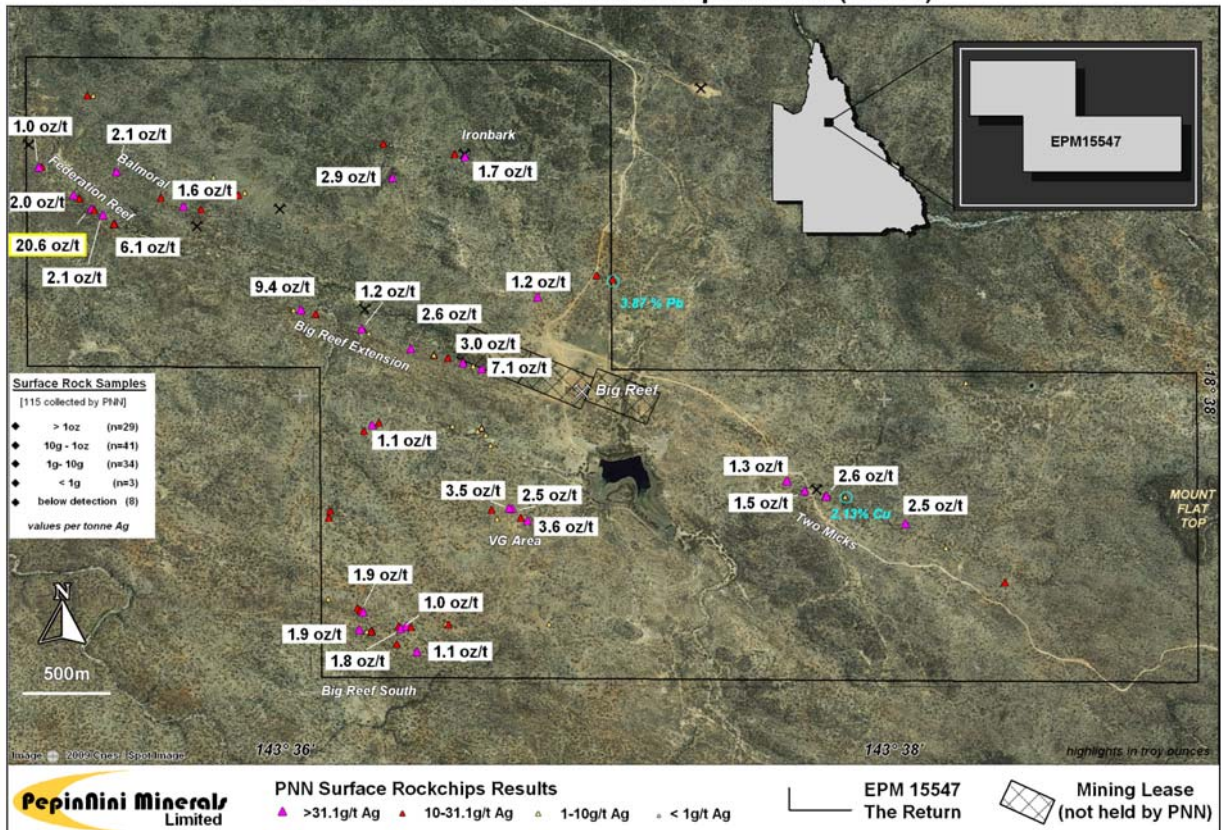 1.0 oz/t
2.1 oz/t
Federation Reef
Balmoral
1.6 oz/t
2.0 oz/t
20.6 oz/t
6.1 oz/t
2.1 oz/t
Ironbark
2.9 oz/t
1.7 oz/t
EPM15547
9.4 oz/t
1.2 oz/t
2.6 oz/t
1.2 oz/t
3.87 % Pb
Big Reef Extension
3.0 oz/t
7.1 oz/t
Big Reef
-18° 38'
Surface Rock Samples
[115 collected by PNN]
> 1oz (n=29)
10g - 1oz (n=41)
1g- 10g (n=34)
< 1g (n=3)
below detection (8)
values per tonne Ag
1.1 oz/t
3.5 oz/t
2.5 oz/t
3.6 oz/t
VG Area
1.3 oz/t
2.6 oz/t
1.5 oz/t
2.13% Cu
2.5 oz/t
Two Micks
MOUNT
FLAT
TOP
N
500m
1.9 oz/t
1.0 oz/t
1.9 oz/t
1.8 oz/t
1.1 oz/t
Big Reef South
Image 2009 Cnes/Spot Image
143° 36'
143° 38'
highlights in troy ounces
PepinNini Minerals
Limited
PNN Surface Rockchips Results
>31.1g/t Ag 10-31.1g/t Ag 1-10g/t Ag < 1g/t Ag
EPM 15547
The Return
Mining Lease
(not held by PNN)